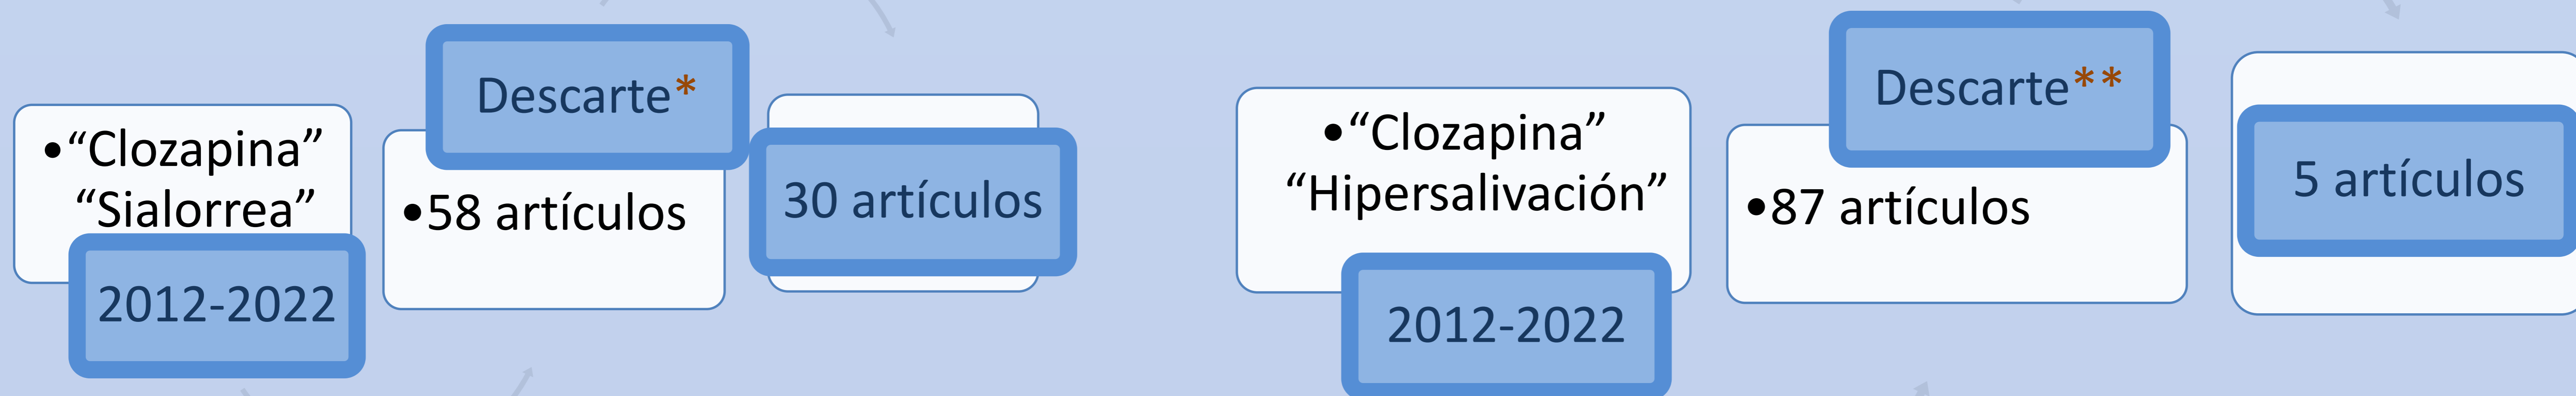 •“Clozapina”
“Sialorrea”
2012-2022
Descarte*
•58 artículos
30 artículos
•“Clozapina”
“Hipersalivación”
2012-2022
Descarte**
•87 artículos
5 artículos